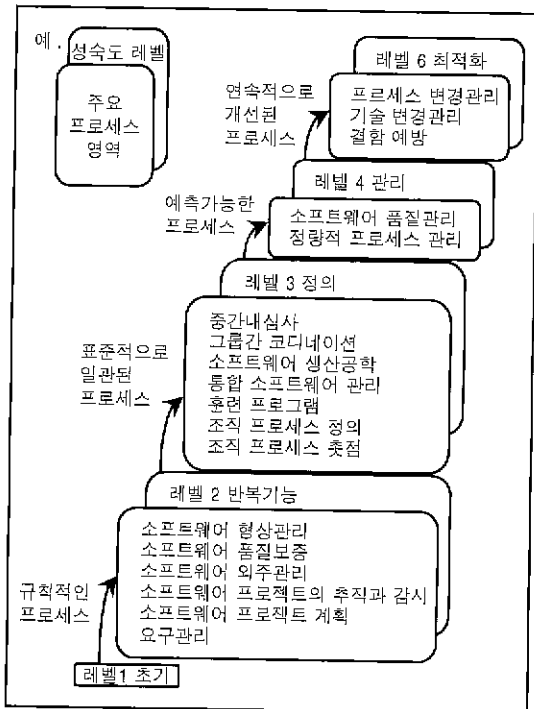 예.
성숙도 레벨
주요
프로세스
영역
레벨 6 최적화
연속적으로
개선된
프로세스
프로세스 변경관리
기술 변경관리
결함 예방
레벨 4 관리
예측가능한
프로세스
소프트웨어 품질관리
정량적 프로세스 관리
레벨 3 정의
표준적으로
일관된
프로세스
중간내심사
그룹간 코디네이션
소프트웨어 생산공학
통합 소프트웨어 관리
훈련 프로그램
조직 프로세스 정의
조직 프로세스 촛점
레벨 2 반복기능
규칙적인
프로세스
소프트웨어 형상관리
소프트웨어 품질보증
소프트웨어 외주관리
소프트웨어 프로젝트의 추직과 감시
소프트웨어 프로젝트 계획
요구관리
레벨1 초기